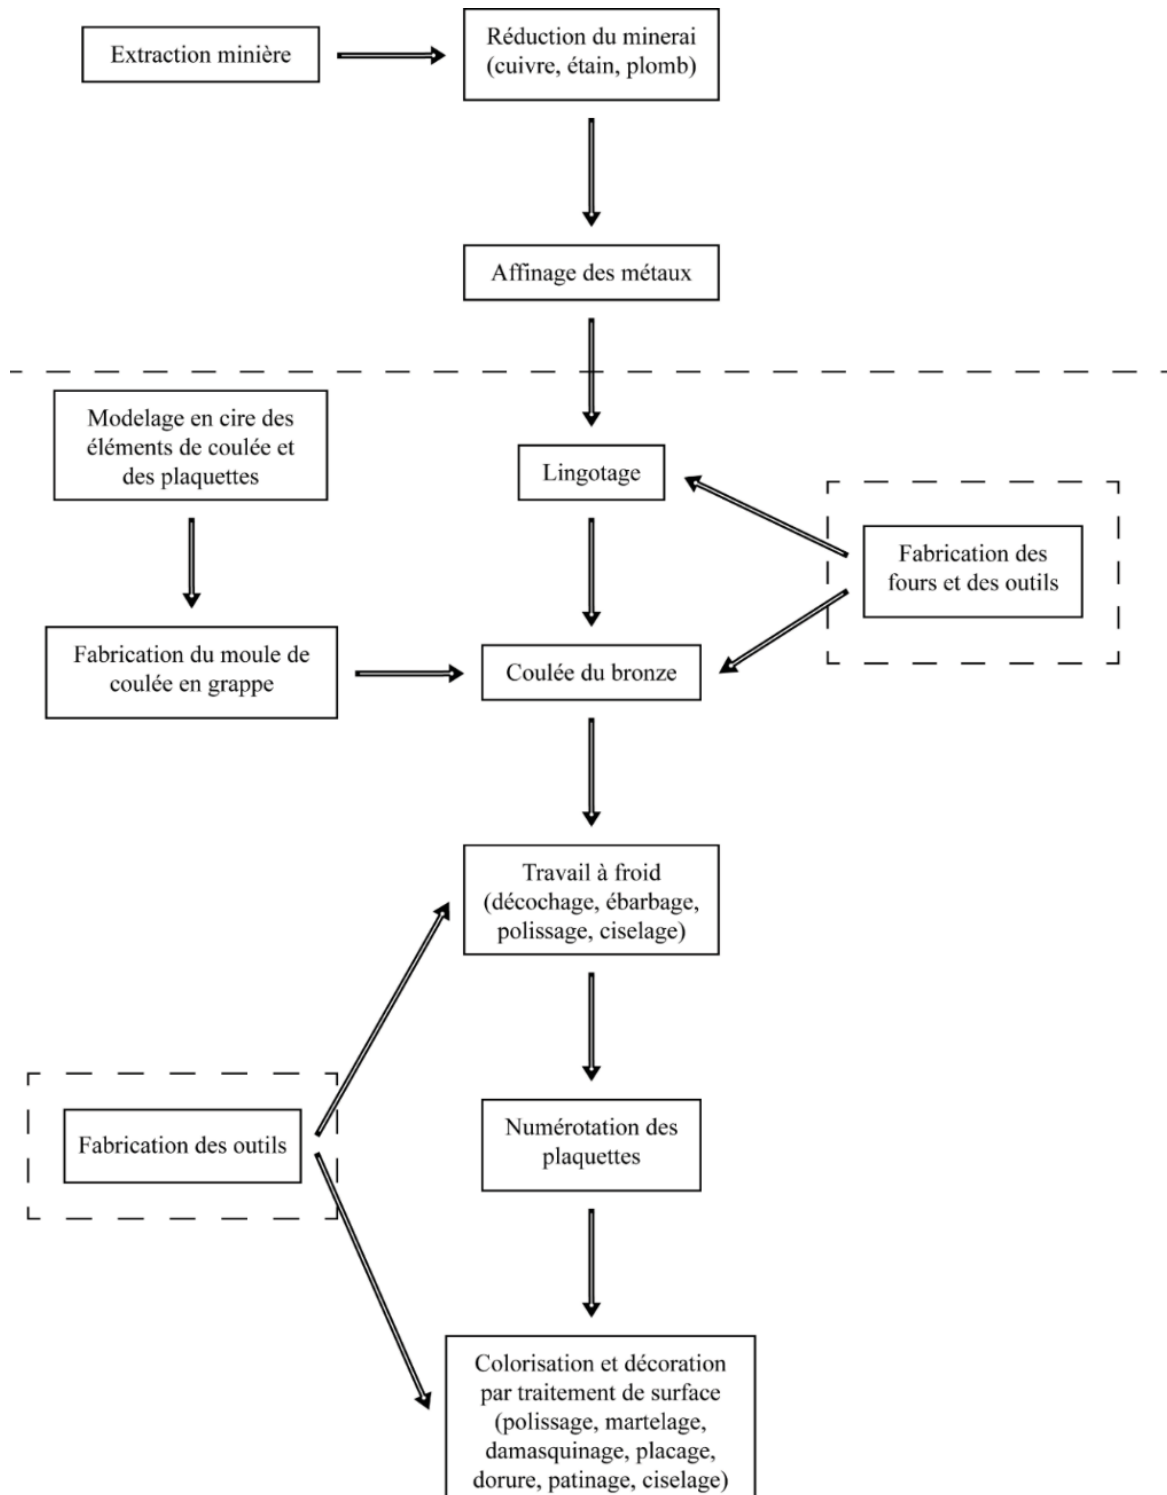 Extraction minière
Réduction du minerai
(cuivre, étain, plomb)
Affinage des métaux
Modelage en cire des
éléments de coulée et
des plaquettes
Lingotage
Fabrication des
fours et des outils
Fabrication du moule de
coulée en grappe
Coulée du bronze
Travail à froid
(décochage, ébarbage,
polissage, ciselage)
Fabrication des outils
Numérotation des
plaquettes
Colorisation et décoration
par traitement de surface
(polissage, martelage,
damasquinage, placage,
dorure, patinage, ciselage)